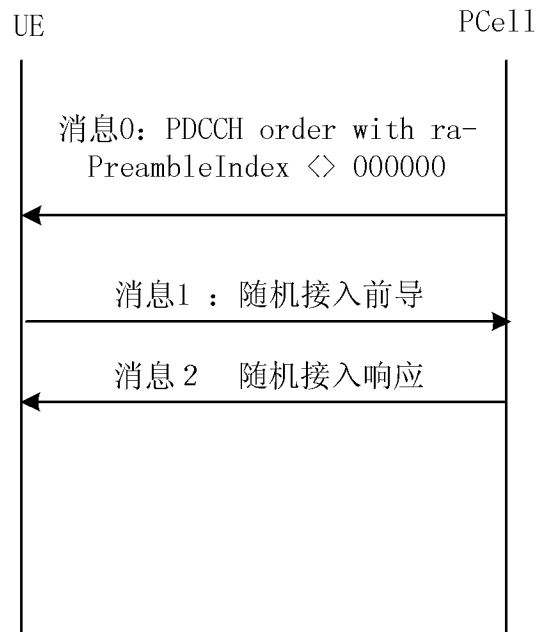 UE
PCell
消息0：PDCCH order with ra-
PreambleIndex <> 000000
消息1 ：随机接入前导
消息２ 随机接入响应